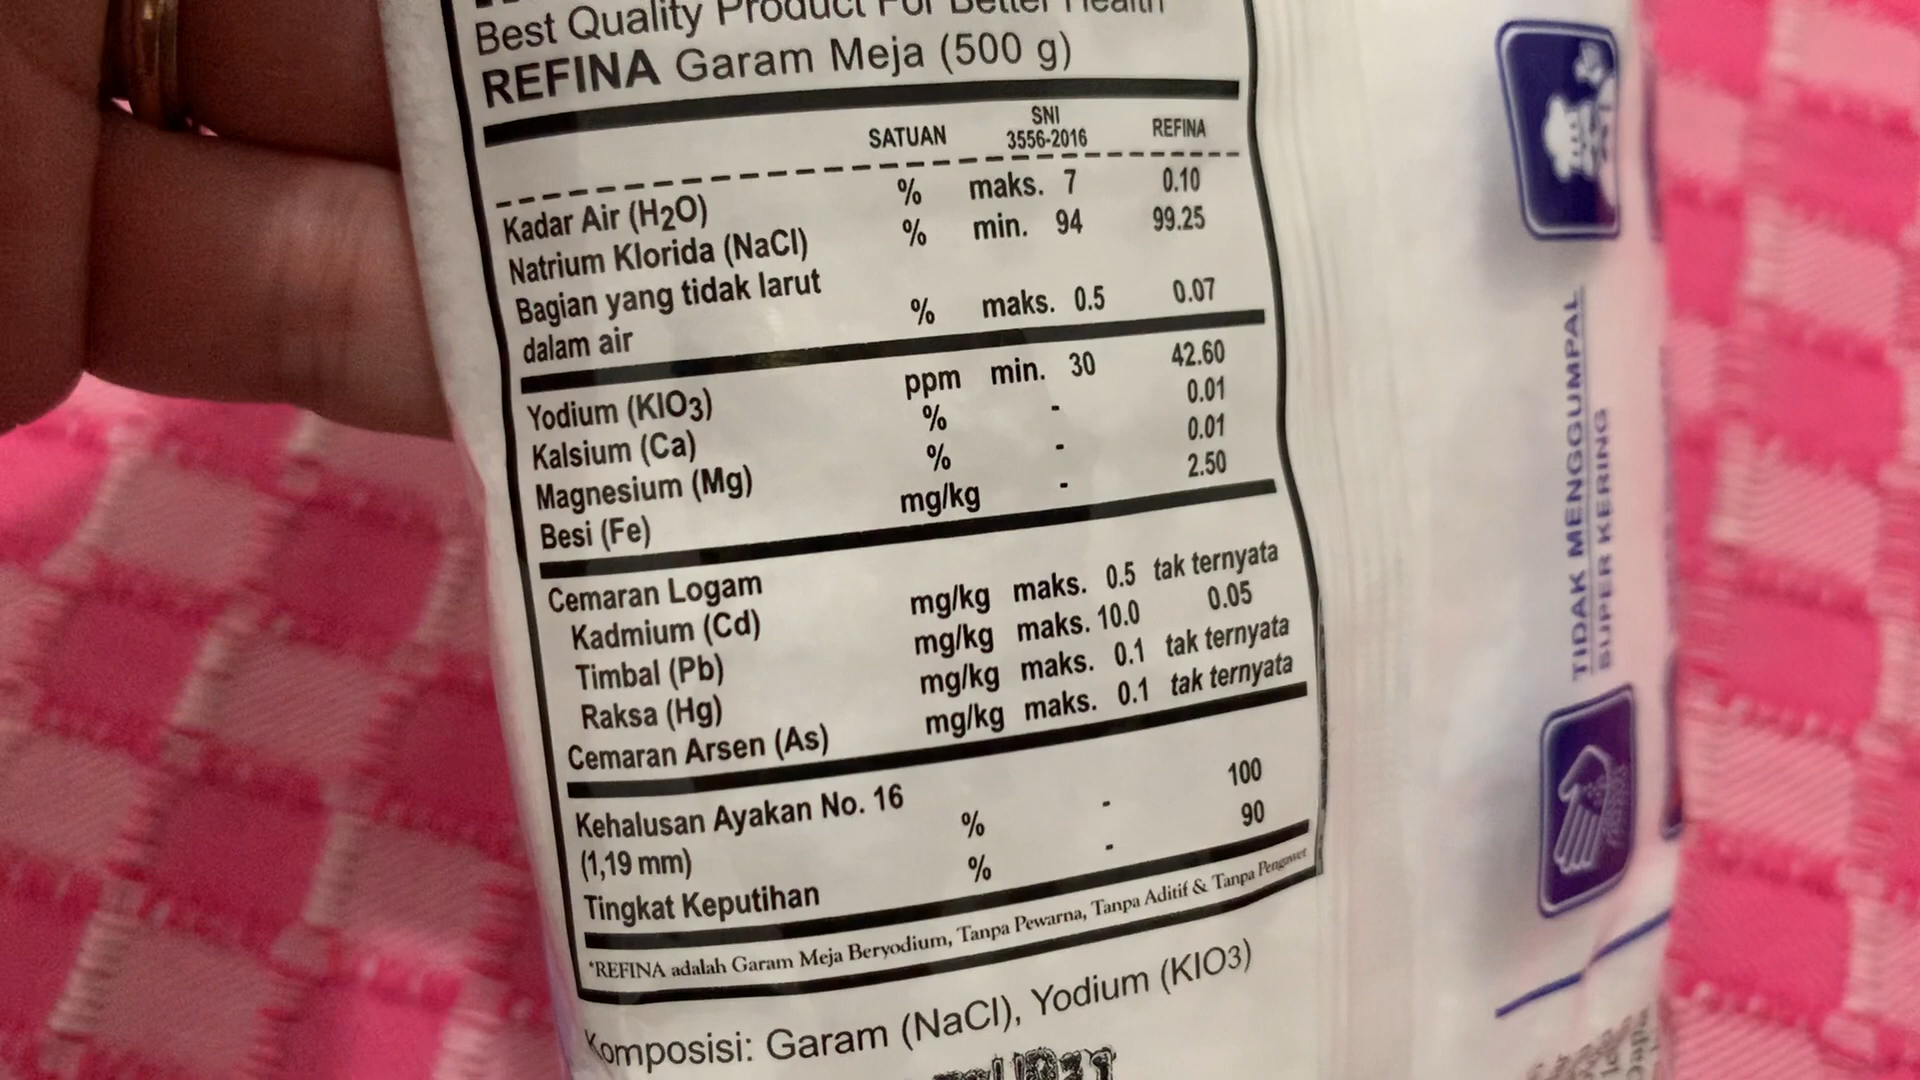 Best Quality Product For Better Health
REFINA Garam Meja (500 g)
SATUAN SNI 3556-2016 REFINA
Kadar Air (H2O) % maks. 7 0.10
Natrium Klorida (NaCl) % min. 94 99.25
Bagian yang tidak larut
dalam air % maks. 0.5 0.07
Yodium (KIO3) ppm min. 30 42.60
Kalsium (Ca) % - 0.01
Magnesium (Mg) % - 0.01
Besi (Fe) mg/kg - 2.50
Cemaran Logam
Kadmium (Cd) mg/kg maks. 0.5 tak ternyata
Timbal (Pb) mg/kg maks. 10.0 0.05
Raksa (Hg) mg/kg maks. 0.1 tak ternyata
Cemaran Arsen (As) mg/kg maks. 0.1 tak ternyata
Kehalusan Ayakan No. 16
(1,19 mm) % - 100
Tingkat Keputihan % - 90
*REFINA adalah Garam Meja Beryodium, Tanpa Pewarna, Tanpa Aditif & Tanpa Pengawet
Komposisi: Garam (NaCl), Yodium (KIO3)
TIDAK MENGGUMPAL
SUPER KERING